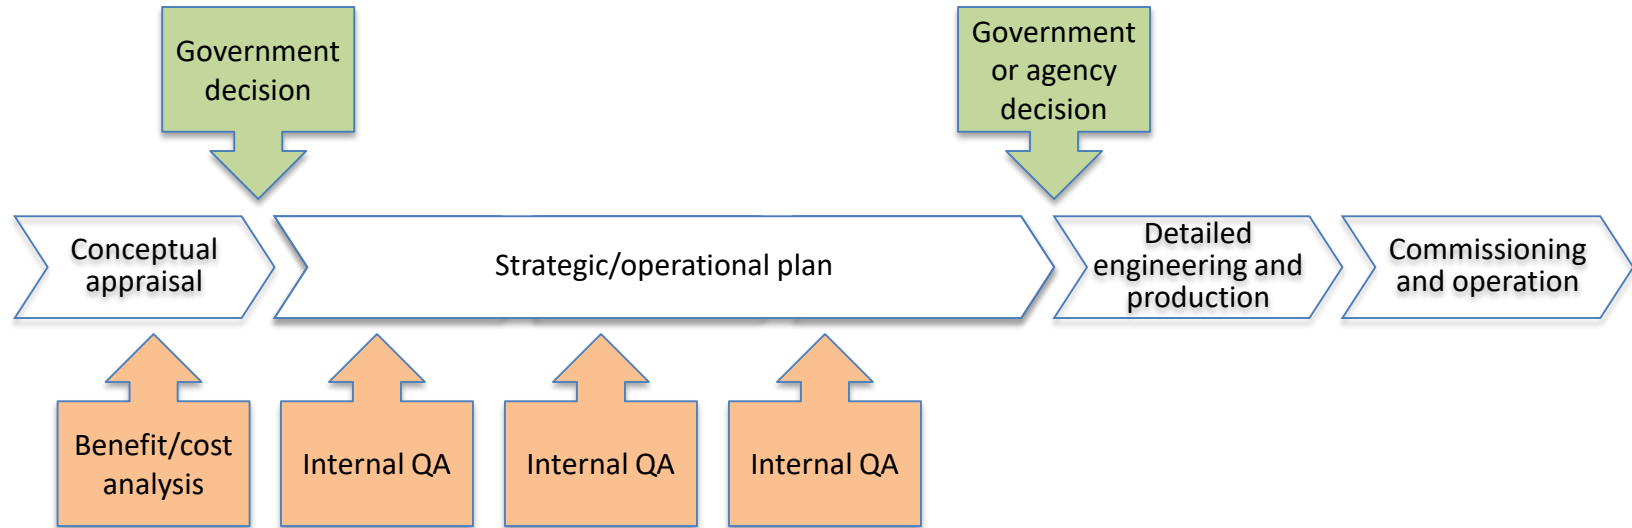 Government
decision
Government
or agency
decision
Conceptual
appraisal
Strategic/operational plan
Detailed
engineering and
production
Commissioning
and operation
Benefit/cost
analysis
Internal QA
Internal QA
Internal QA